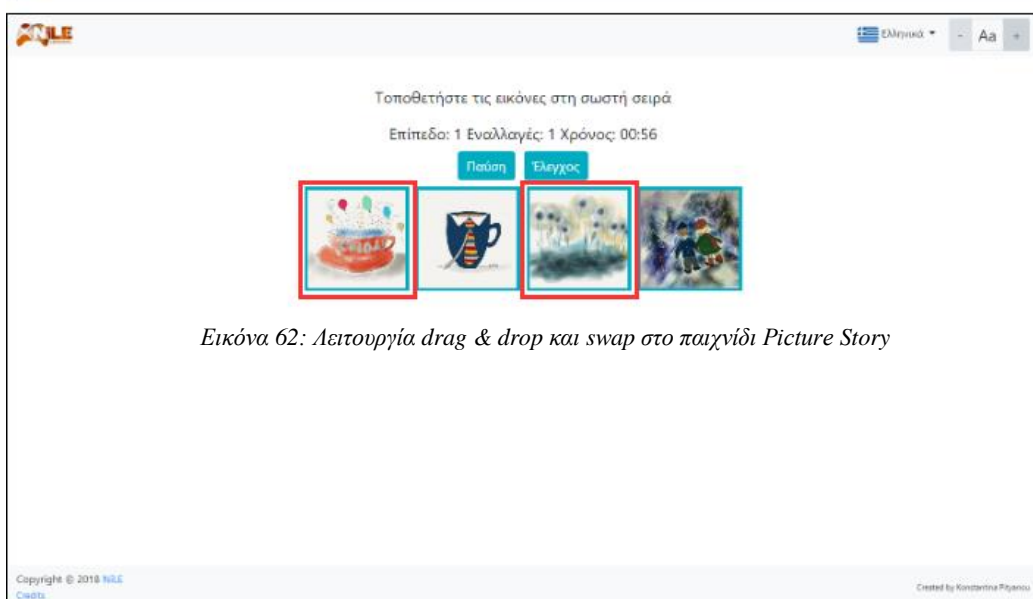 NILE
Ελληνικά
- Aa +
Τοποθετήστε τις εικόνες στη σωστή σειρά
Επίπεδο: 1 Εναλλαγές: 1 Χρόνος: 00:56
Παύση Έλεγχος
Εικόνα 62: Λειτουργία drag & drop και swap στο παιχνίδι Picture Story
Copyright © 2018 NILE
Credits
Created by Konstantina Pityanou